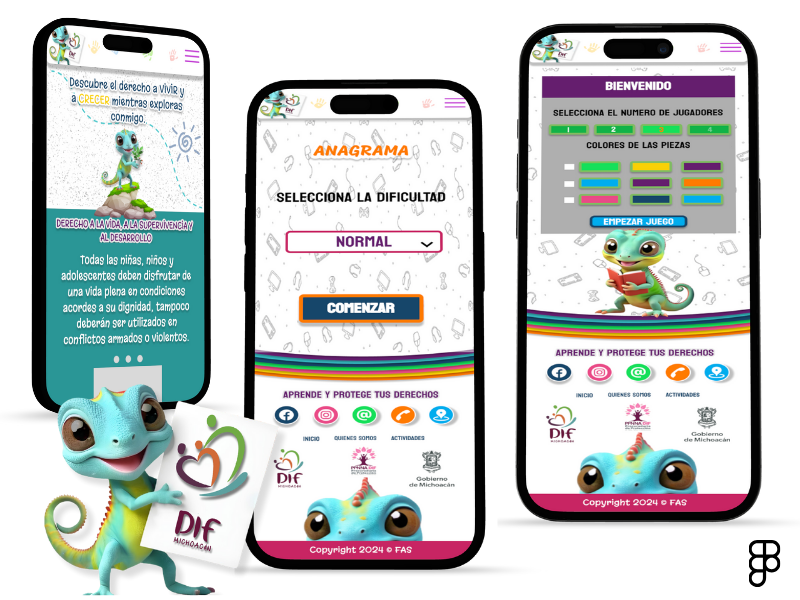 Dif
Descubre el derecho a VIVIR y
a CRECER mientras exploras
conmigo.
DERECHO A LA VIDA, A LA SUPERVIVENCIA Y
AL DESARROLLO
Todas las niñas, niños y
adolescentes deben disfrutar de
una vida plena en condiciones
acordes a su dignidad, tampoco
deberán ser utilizados en
conflictos armados o violentos.
DIF
MICHOACÁN
ANAGRAMA
SELECCIONA LA DIFICULTAD
NORMAL
COMENZAR
APRENDE Y PROTEGE TUS DERECHOS
INICIO QUIENES SOMOS ACTIVIDADES
DIF
MICHOACÁN
PPNNA
Gobierno
de Michoacán
Copyright 2024 © FAS
BIENVENIDO
SELECCIONA EL NUMERO DE JUGADORES
1 2 3 4
COLORES DE LAS PIEZAS
EMPEZAR JUEGO
APRENDE Y PROTEGE TUS DERECHOS
INICIO QUIENES SOMOS ACTIVIDADES
DIF
MICHOACÁN
PPNNA
Gobierno
de Michoacán
Copyright 2024 © FAS